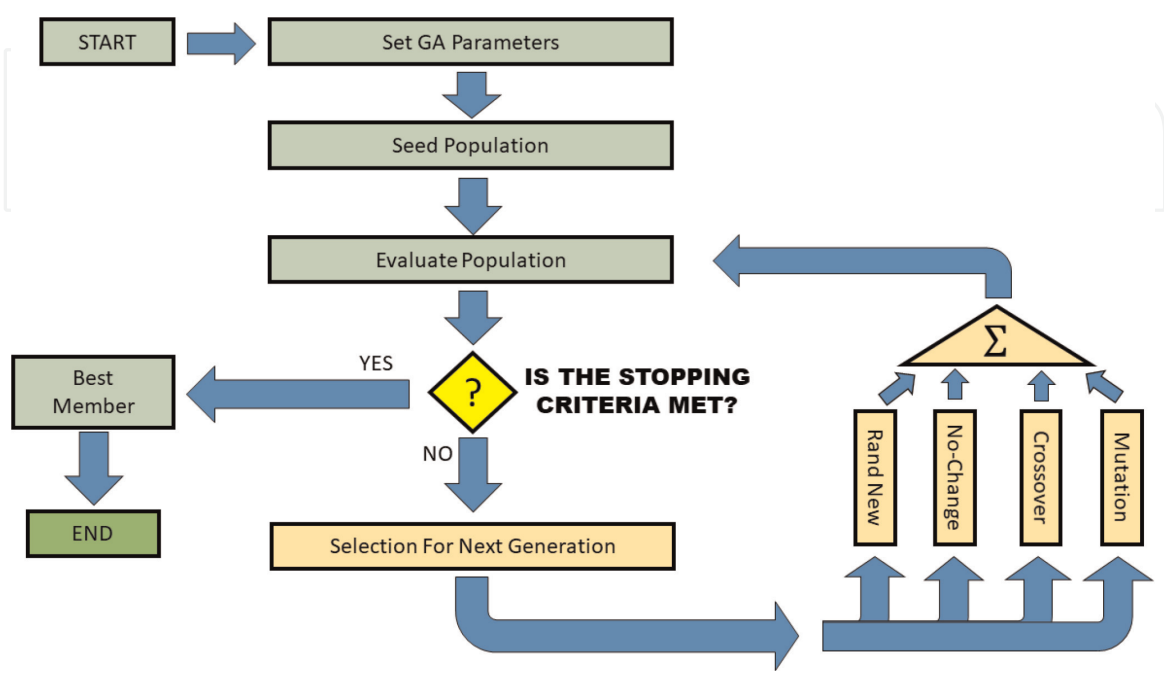 START
Set GA Parameters
Seed Population
Evaluate Population
YES
?
IS THE STOPPING
CRITERIA MET?
Best
Member
NO
END
Selection For Next Generation
Σ
Rand New
No-Change
Crossover
Mutation